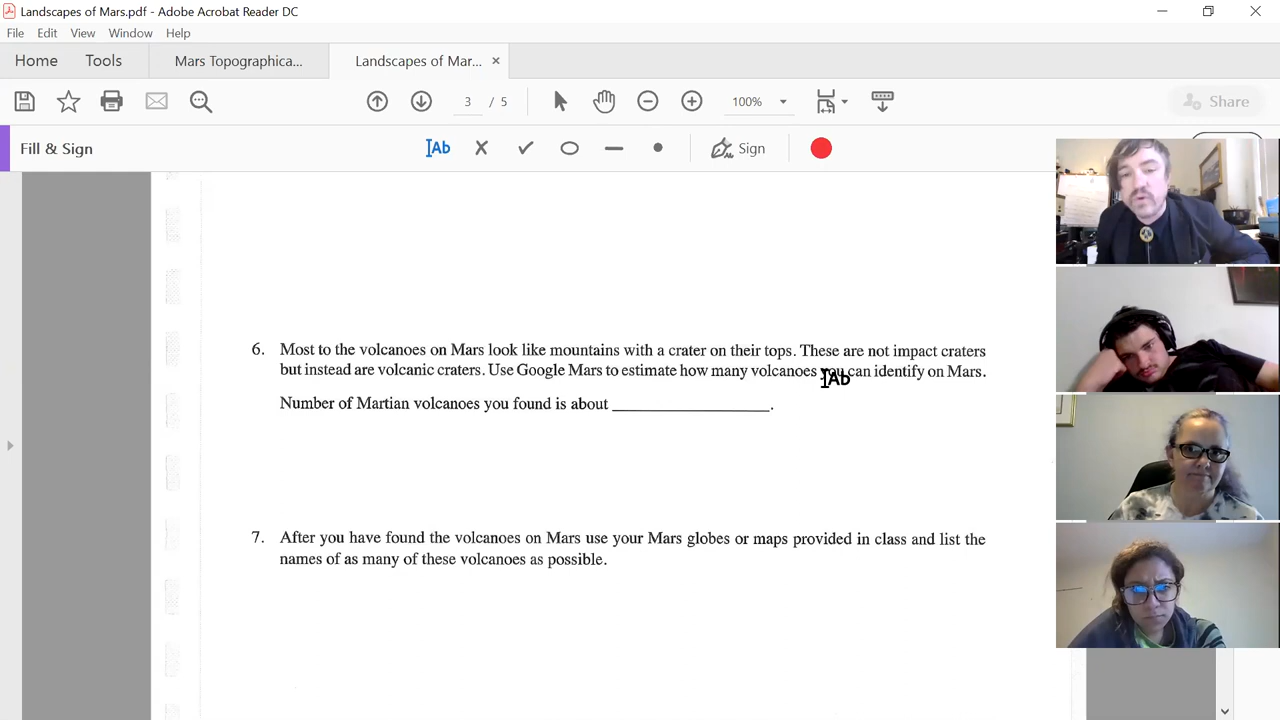 Landscapes of Mars.pdf - Adobe Acrobat Reader DC
File Edit View Window Help
Home Tools Mars Topographica... Landscapes of Mar... ×
3 / 5 100% Share
Fill & Sign Ab Sign
6. Most to the volcanoes on Mars look like mountains with a crater on their tops. These are not impact craters
but instead are volcanic craters. Use Google Mars to estimate how many volcanoes you can identify on Mars.
Ab
Number of Martian volcanoes you found is about ________________.
7. After you have found the volcanoes on Mars use your Mars globes or maps provided in class and list the
names of as many of these volcanoes as possible.